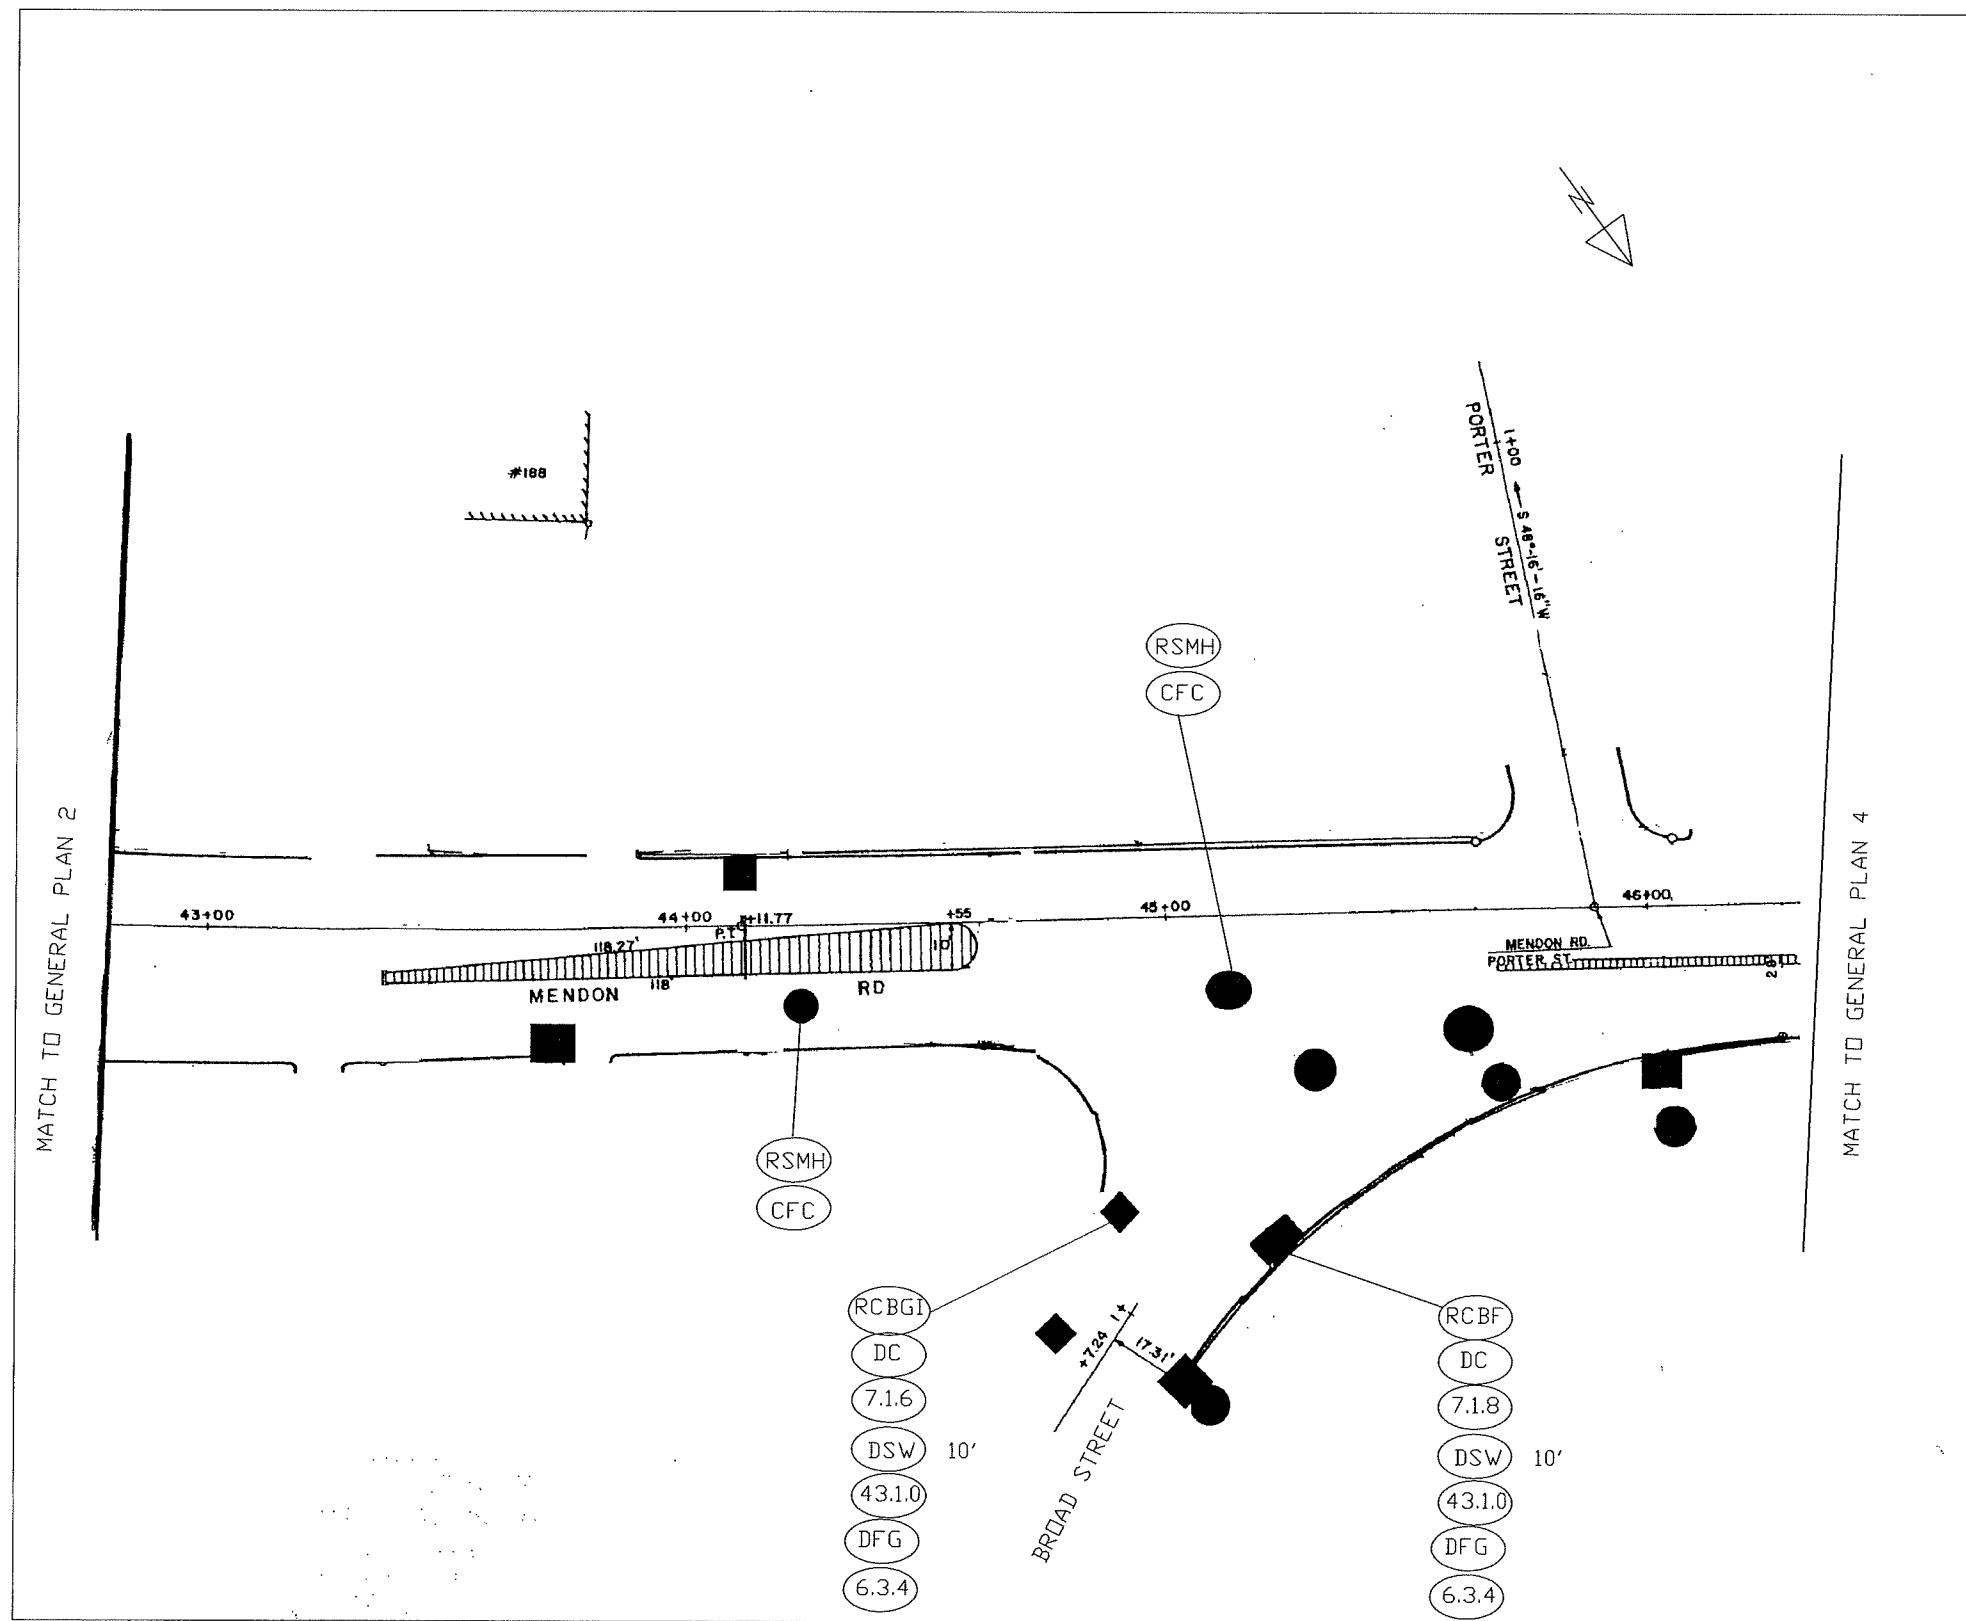 #188
PORTER STREET
1+00
S 48°-16'-16" W
RSMH
CFC
MATCH TO GENERAL PLAN 2
MATCH TO GENERAL PLAN 4
43+00
44+00
+11.77
P.T.
+55
45+00
46+00
118.27'
10'
118'
MENDON RD
MENDON RD.
PORTER ST.
RSMH
CFC
RCBGI
DC
7.1.6
DSW 10'
43.1.0
DFG
6.3.4
+7.24
17.31'
BROAD STREET
RCBF
DC
7.1.8
DSW 10'
43.1.0
DFG
6.3.4